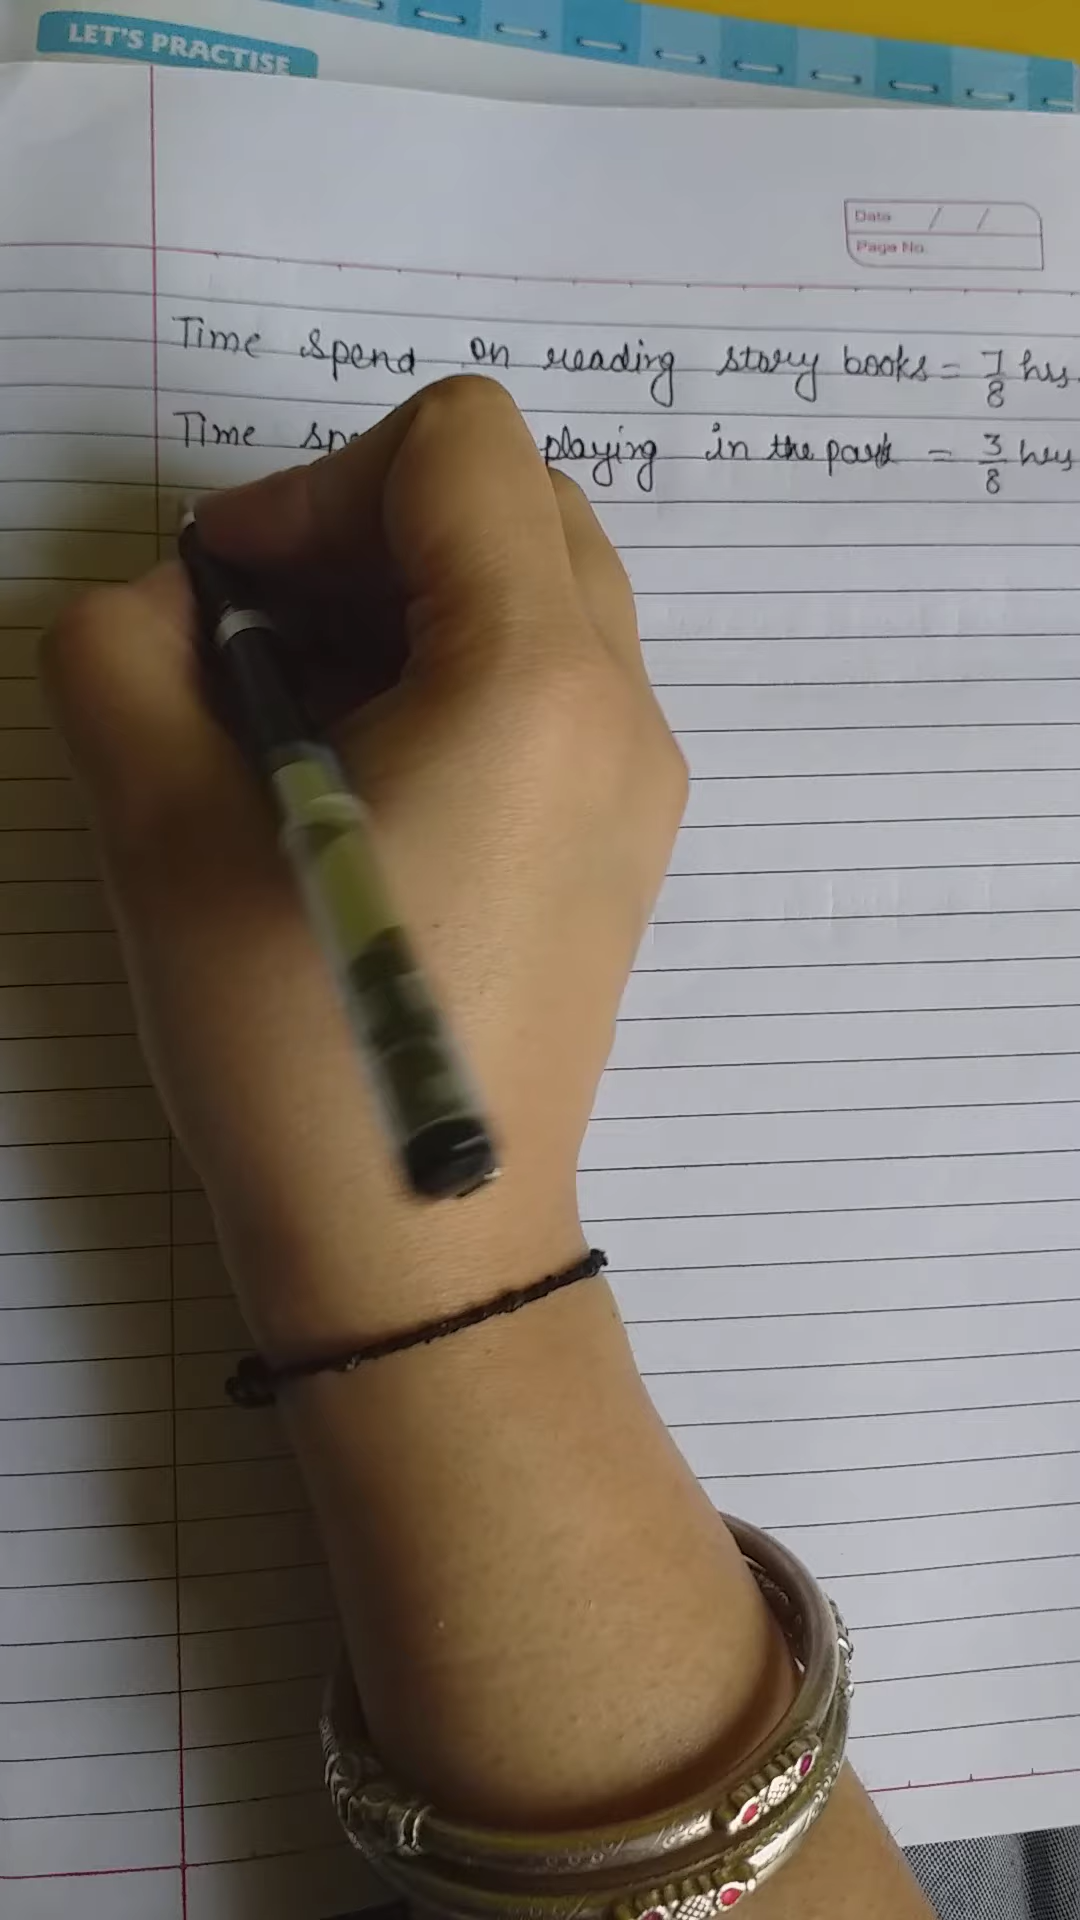 LET'S PRACTISE
Date / /
Page No.
Time spend on reading story books = 7/8 hrs.
Time playing in the park = 3/8 hrs